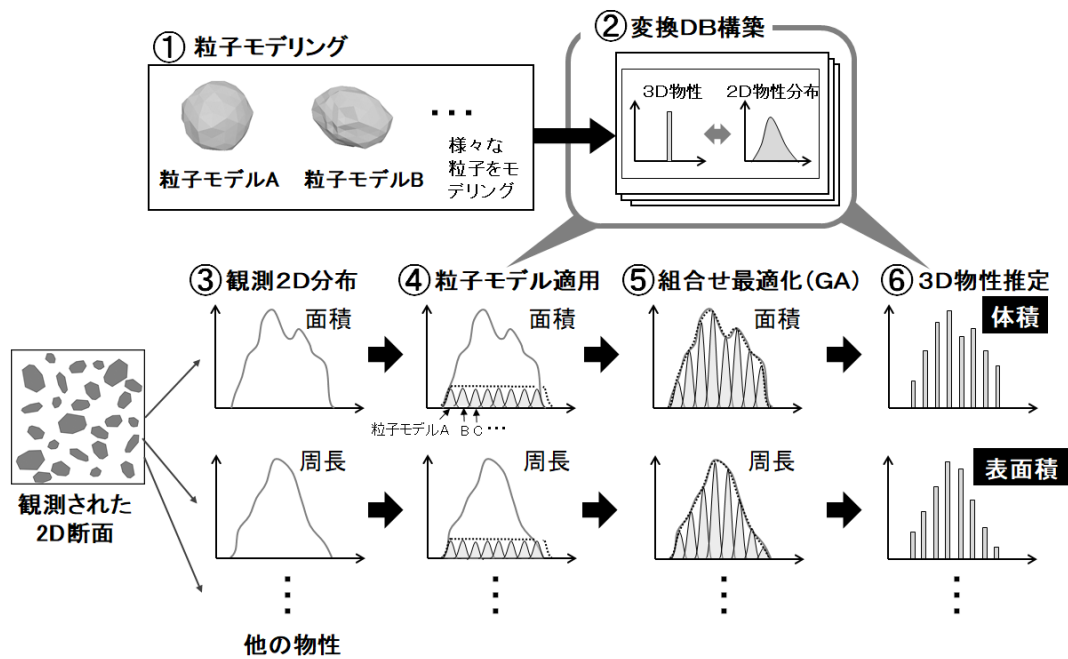 ① 粒子モデリング
粒子モデルA
粒子モデルB
・・・
様々な
粒子をモ
デリング
② 変換DB構築
3D物性
2D物性分布
観測された
2D断面
③ 観測2D分布
面積
周長
他の物性
④ 粒子モデル適用
面積
粒子モデルA B C ・・・
周長
⑤ 組合せ最適化(GA)
面積
周長
⑥ 3D物性推定
体積
表面積